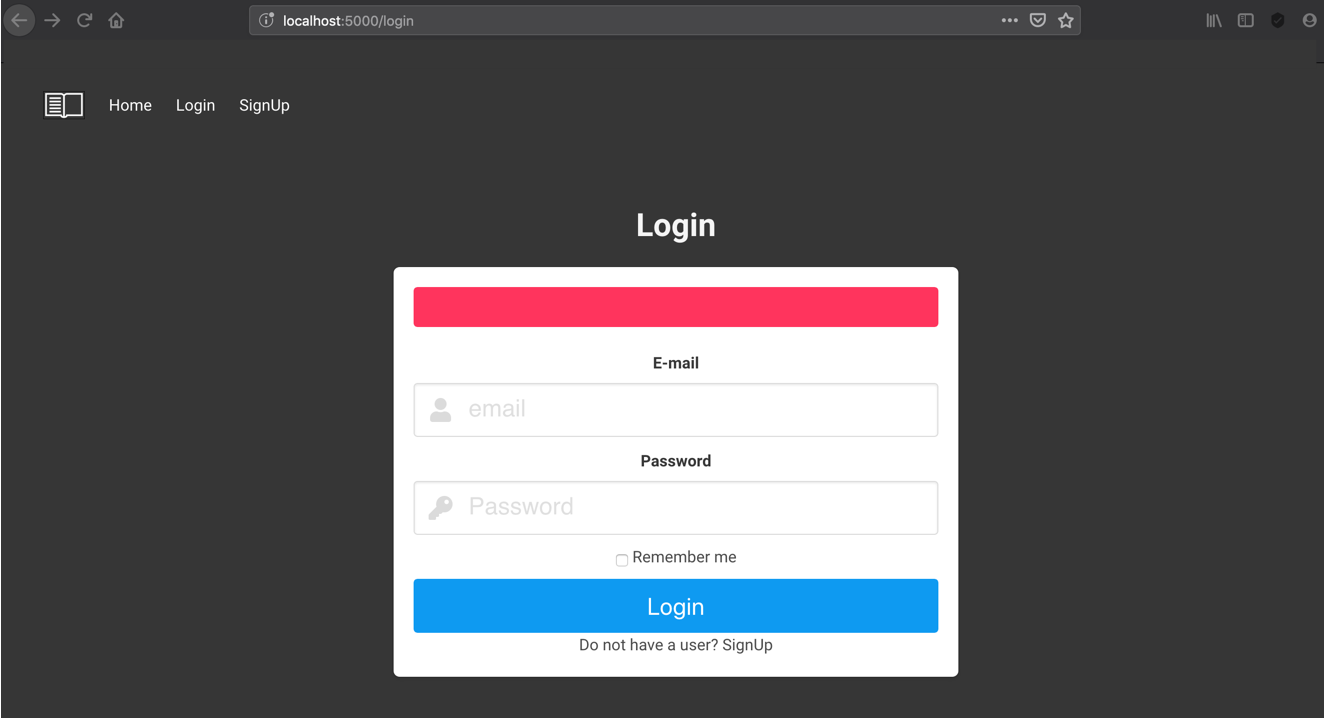 localhost:5000/login
Home Login SignUp
Login
E-mail
email
Password
Password
Remember me
Login
Do not have a user? SignUp